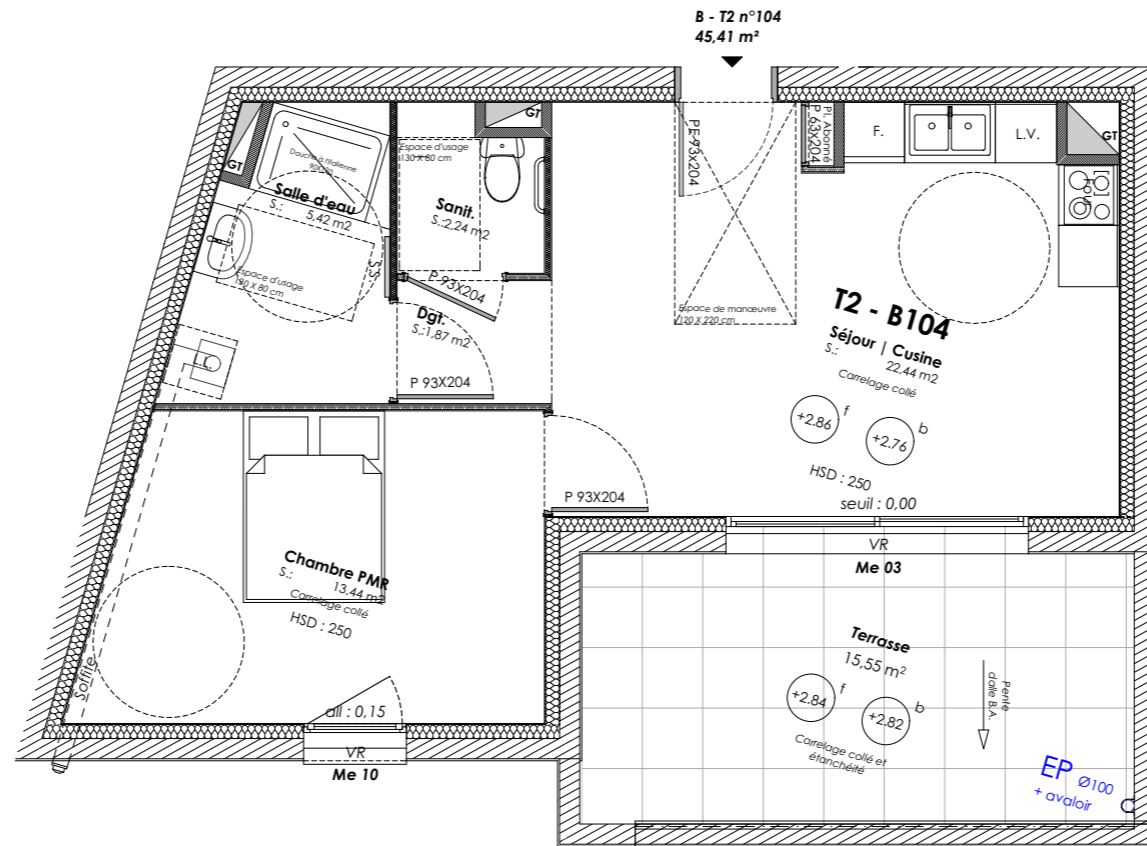 B - T2 n°104
45,41 m²
GT
Douche à l'italienne
Salle d'eau
S.: 5,42 m2
Espace d'usage
130 X 80 cm
S.S
L.L.
Espace d'usage
130 X 80 cm
GT
Sanit.
S.:2,24 m2
P 93X204
Dgt.
S.:1,87 m2
P 93X204
PE 93x204
Pl. Abonné
P 63x204
F.
L.V.
GT
Four
Espace de manœuvre
120 X 220 cm
T2 - B104
Séjour | Cusine
S.: 22,44 m2
Carrelage collé
+2.86 f
+2.76 b
HSD : 250
seuil : 0,00
P 93X204
VR
Me 03
Chambre PMR
S.: 13,44 m2
Carrelage collé
HSD : 250
Soffite
all : 0,15
VR
Me 10
Terrasse
15,55 m²
+2.84 f
+2.82 b
Carrelage collé et
étanchéité
Pente
dalle B.A.
EP Ø100
+ avaloir